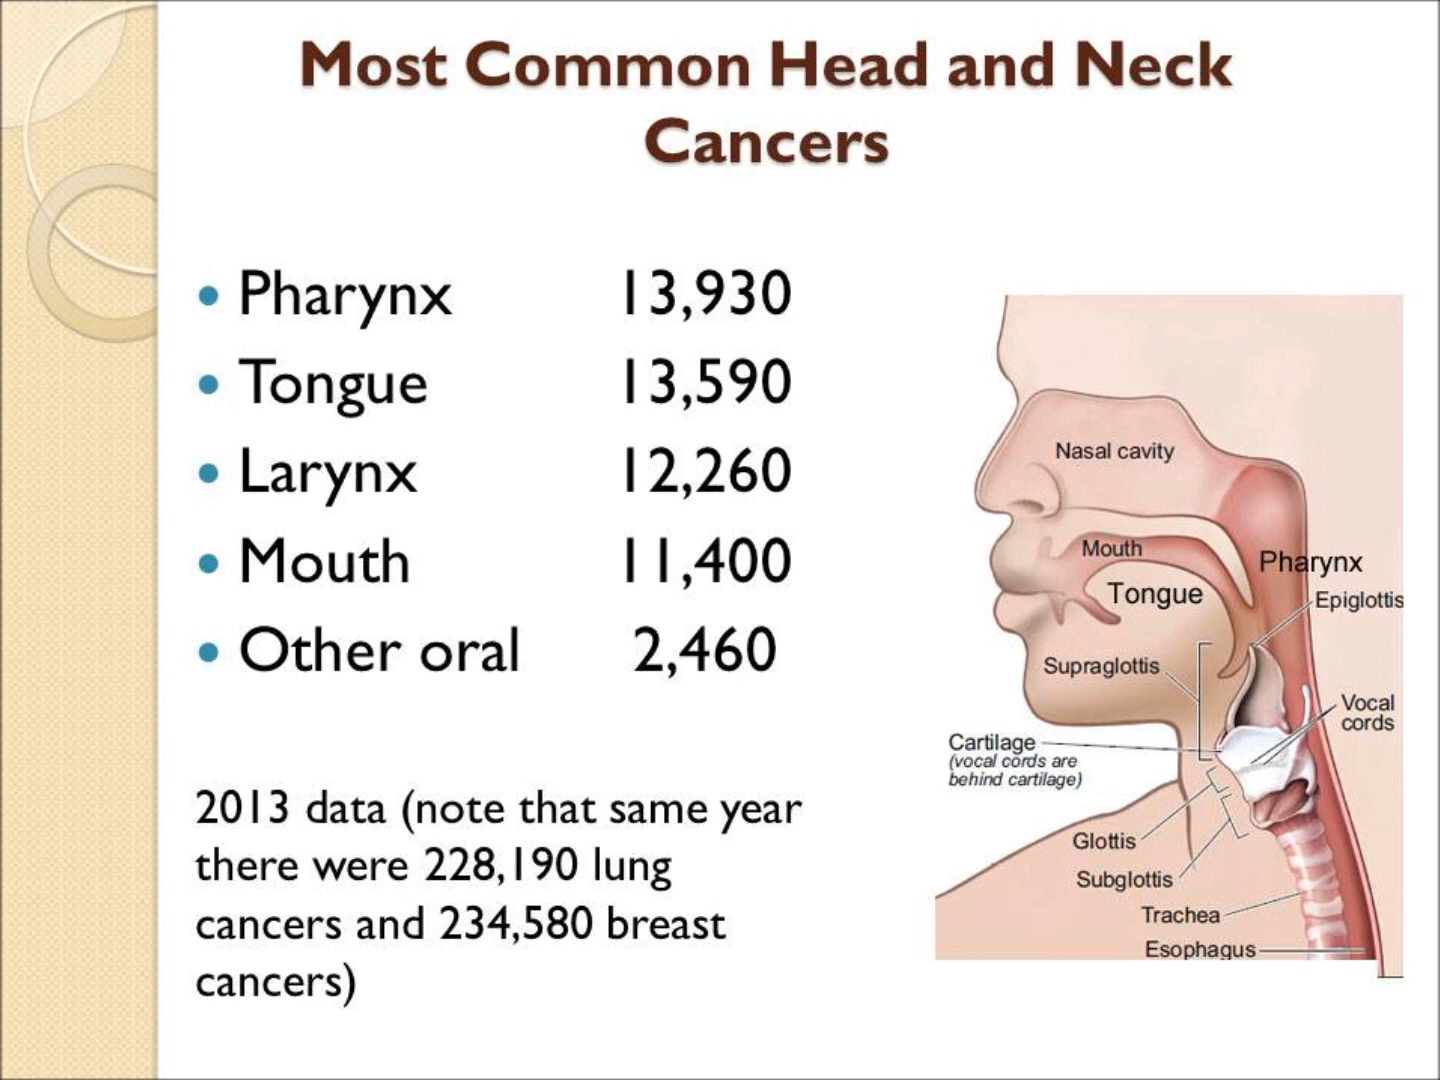 Most Common Head and Neck
Cancers
• Pharynx 13,930
• Tongue 13,590
• Larynx 12,260
• Mouth 11,400
• Other oral 2,460
2013 data (note that same year
there were 228,190 lung
cancers and 234,580 breast
cancers)
Nasal cavity
Mouth
Pharynx
Tongue
Epiglottis
Supraglottis
Vocal
cords
Cartilage
(vocal cords are
behind cartilage)
Glottis
Subglottis
Trachea
Esophagus